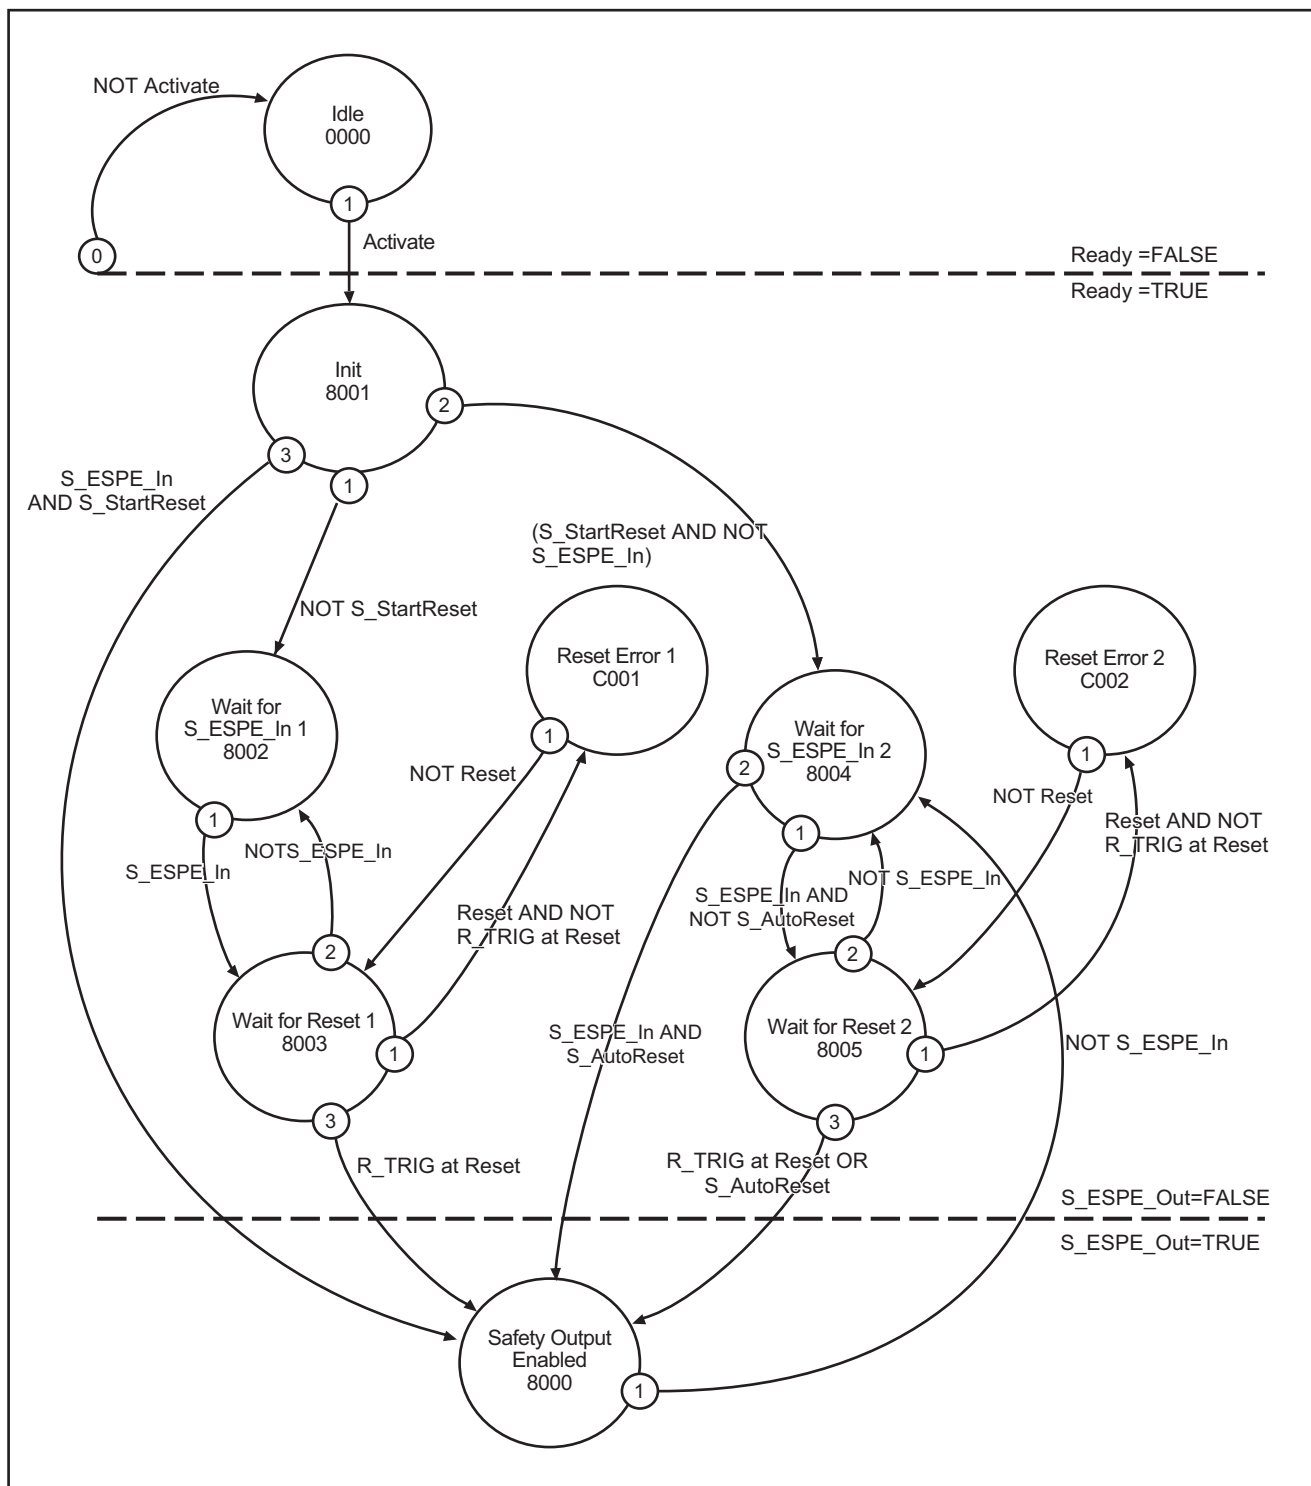 NOT Activate
Idle
0000
1
Activate
0
Ready =FALSE
Ready =TRUE
Init
8001
2
3
1
S_ESPE_In
AND S_StartReset
(S_StartReset AND NOT
S_ESPE_In)
NOT S_StartReset
Reset Error 1
C001
1
Reset Error 2
C002
1
Wait for
S_ESPE_In 1
8002
1
Wait for
S_ESPE_In 2
8004
2
1
NOT Reset
NOT Reset
Reset AND NOT
R_TRIG at Reset
S_ESPE_In
NOTS_ESPE_In
S_ESPE_In AND
NOT S_AutoReset
NOT S_ESPE_In
Reset AND NOT
R_TRIG at Reset
2
Wait for Reset 1
8003
1
3
2
Wait for Reset 2
8005
1
3
S_ESPE_In AND
S_AutoReset
NOT S_ESPE_In
R_TRIG at Reset
R_TRIG at Reset OR
S_AutoReset
S_ESPE_Out=FALSE
S_ESPE_Out=TRUE
Safety Output
Enabled
8000
1